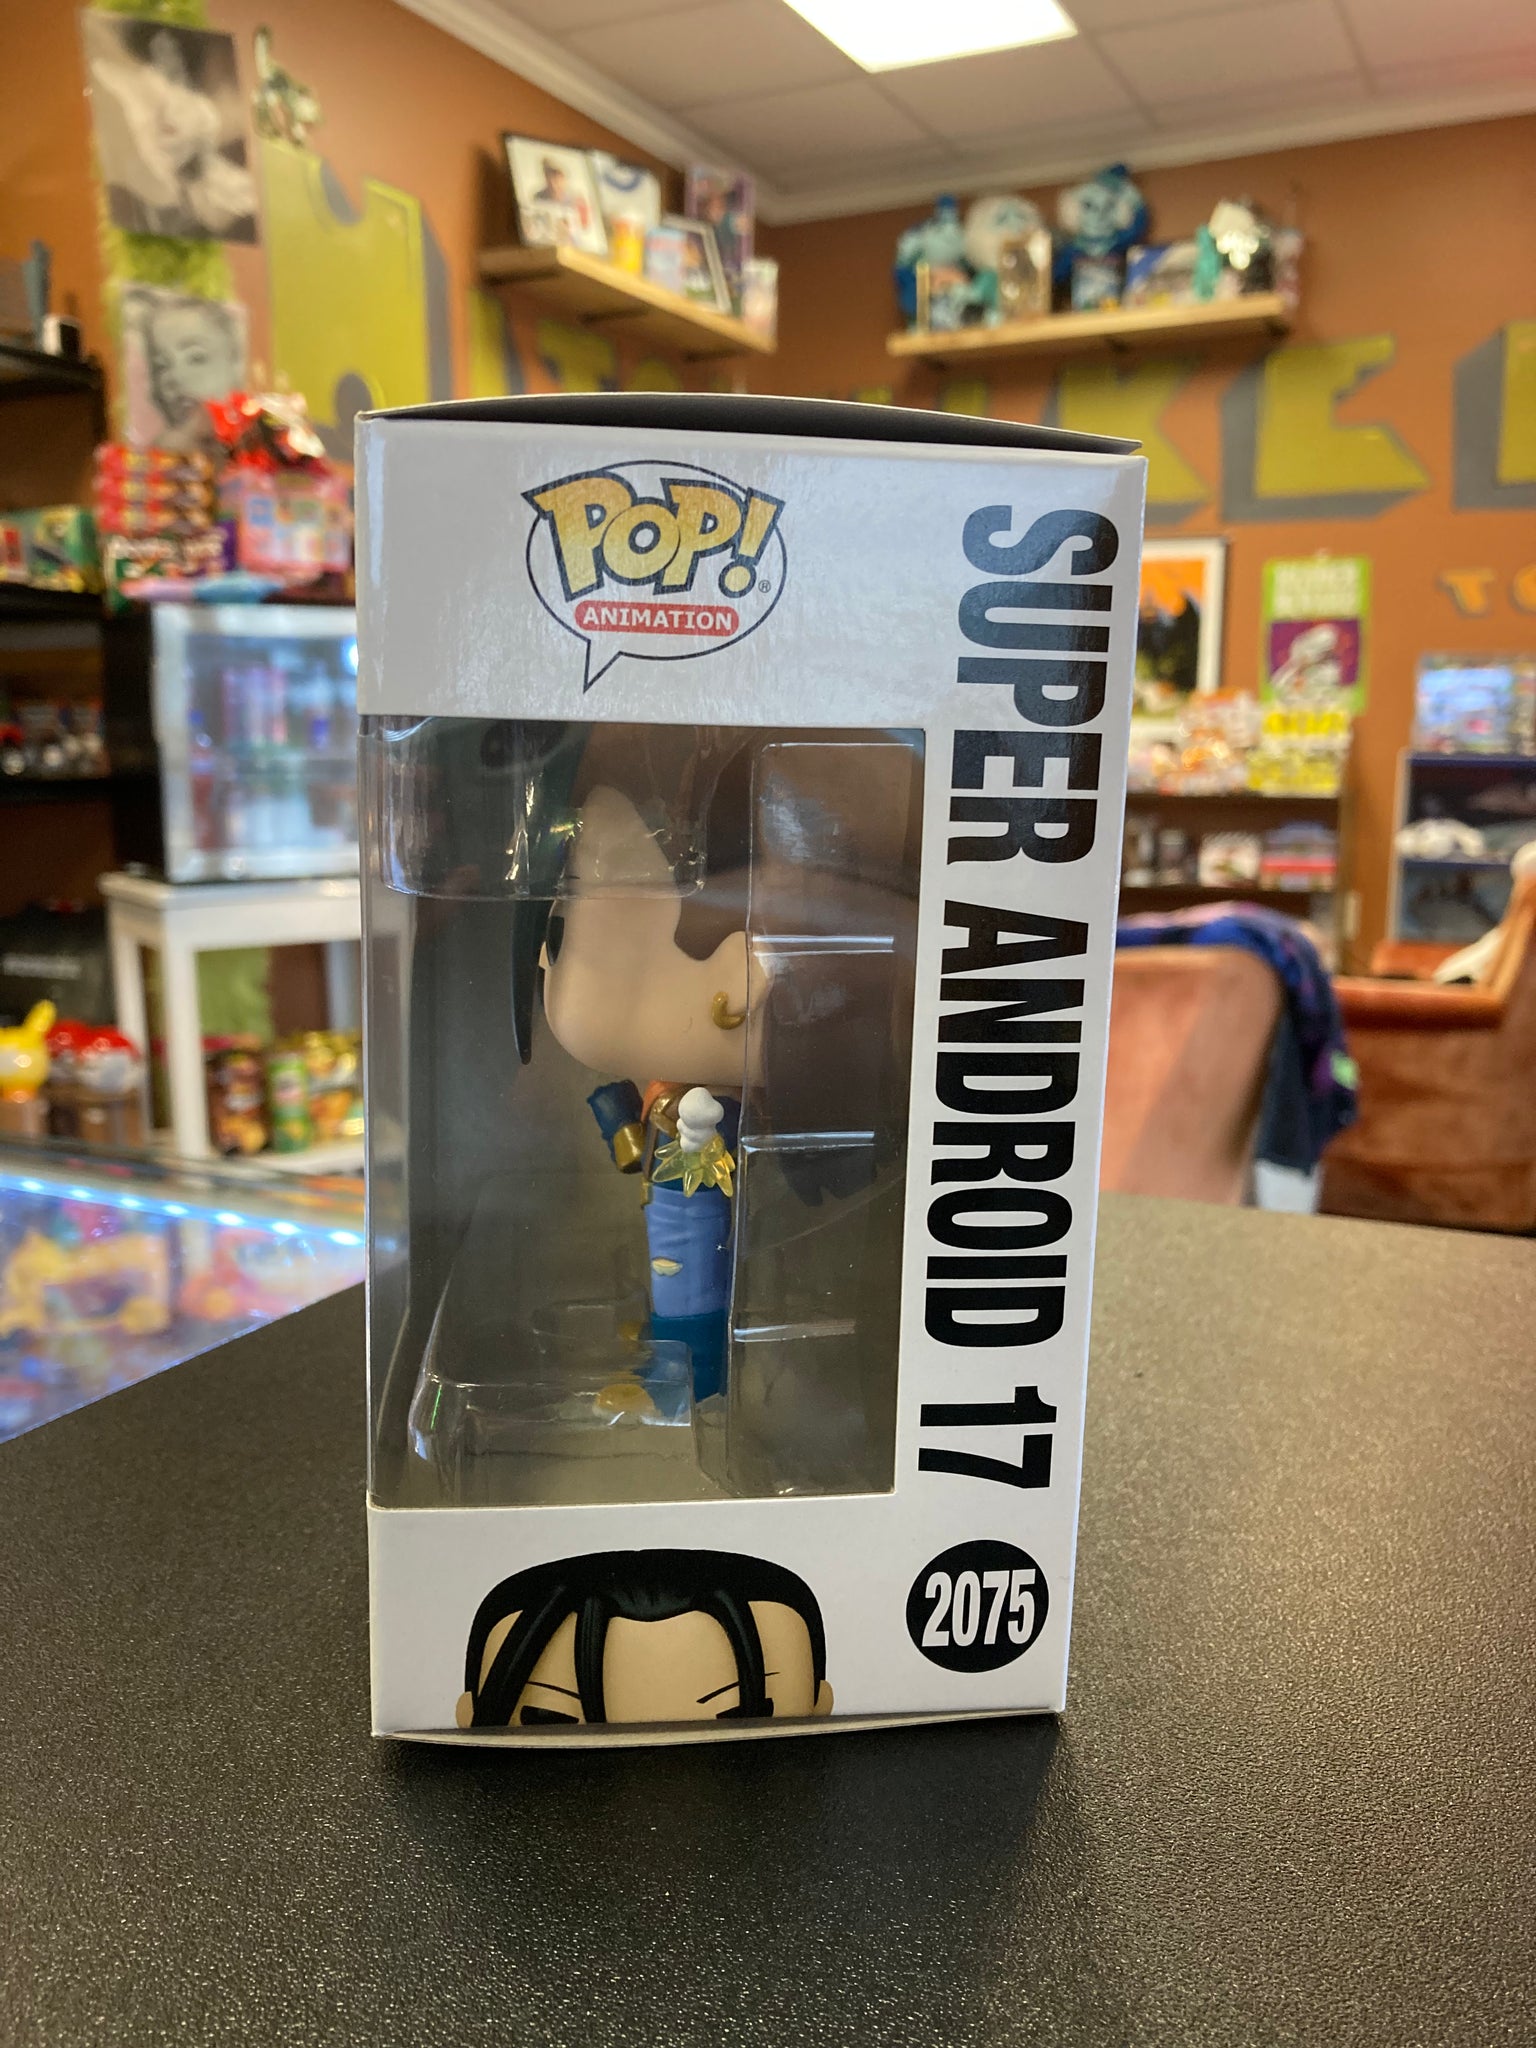 POP!®
ANIMATION
SUPER ANDROID 17
2075